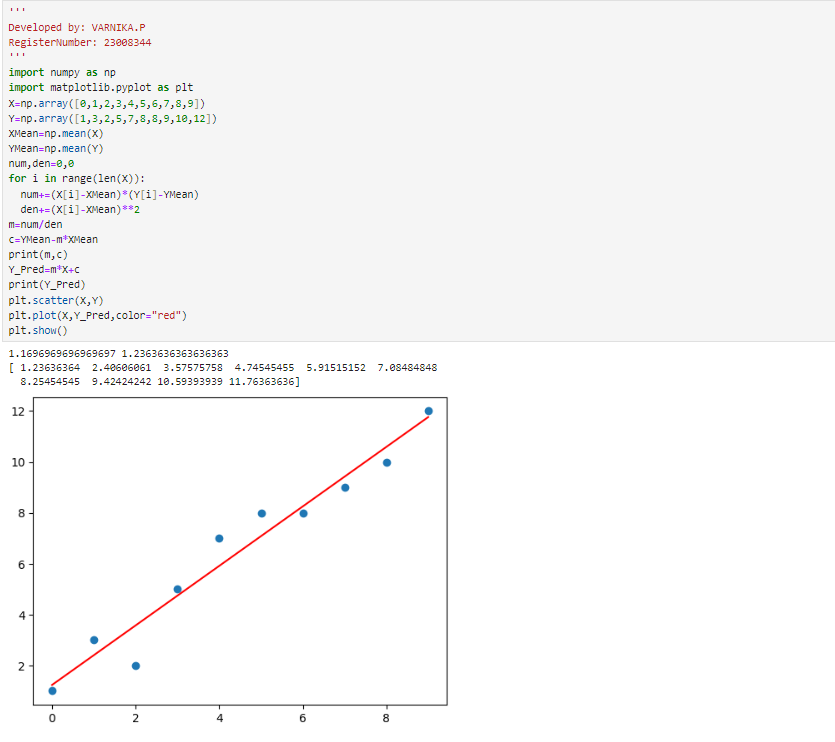 '''
Developed by: VARNIKA.P
RegisterNumber: 23008344
'''
import numpy as np
import matplotlib.pyplot as plt
X=np.array([0,1,2,3,4,5,6,7,8,9])
Y=np.array([1,3,2,5,7,8,8,9,10,12])
XMean=np.mean(X)
YMean=np.mean(Y)
num,den=0,0
for i in range(len(X)):
  num+=(X[i]-XMean)*(Y[i]-YMean)
  den+=(X[i]-XMean)**2
m=num/den
c=YMean-m*XMean
print(m,c)
Y_Pred=m*X+c
print(Y_Pred)
plt.scatter(X,Y)
plt.plot(X,Y_Pred,color="red")
plt.show()
1.1696969696969697 1.2363636363636363
[ 1.23636364  2.40606061  3.57575758  4.74545455  5.91515152  7.08484848
  8.25454545  9.42424242 10.59393939 11.76363636]
12
10
8
6
4
2
0 2 4 6 8